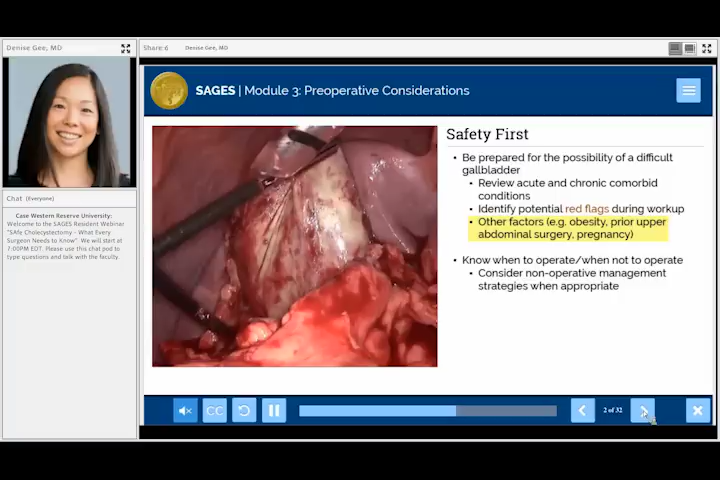 Denise Gee, MD
Share 6
Denise Gee, MD
SAGES | Module 3: Preoperative Considerations
Safety First
• Be prepared for the possibility of a difficult
gallbladder
• Review acute and chronic comorbid
conditions
• Identify potential red flags during workup
• Other factors (e.g. obesity, prior upper
abdominal surgery, pregnancy)
• Know when to operate/when not to operate
• Consider non-operative management
strategies when appropriate
Chat (Everyone)
Case Western Reserve University:
Welcome to the SAGES Resident Webinar
"SAfe Cholecystectomy - What Every
Surgeon Needs to Know". We will start at
7:00PM EDT. Please use this chat pod to
type questions and talk with the faculty.
CC
2 of 32